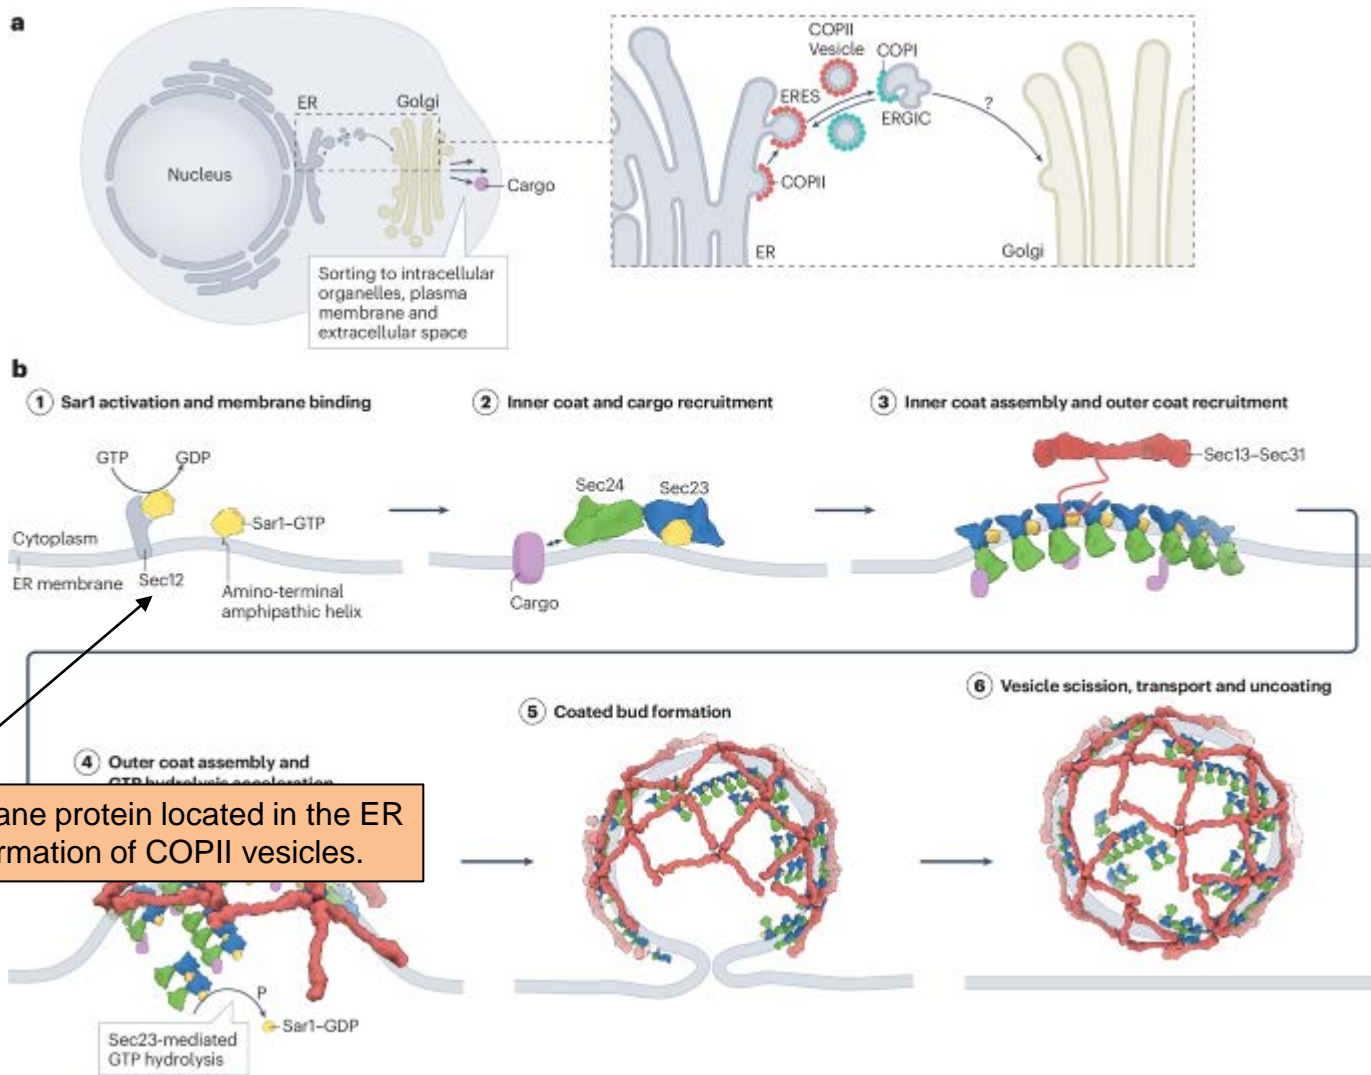 a
ER
Golgi
Nucleus
Cargo
Sorting to intracellular
organelles, plasma
membrane and
extracellular space
COPII
Vesicle
COPI
ERES
ERGIC
?
COPII
ER
Golgi
b
1 Sar1 activation and membrane binding
GTP
GDP
Sar1–GTP
Cytoplasm
ER membrane
Sec12
Amino-terminal
amphipathic helix
2 Inner coat and cargo recruitment
Sec24
Sec23
Cargo
3 Inner coat assembly and outer coat recruitment
Sec13–Sec31
4 Outer coat assembly and
GTP hydrolysis acceleration
ane protein located in the ER
rmation of COPII vesicles.
P
Sar1–GDP
Sec23-mediated
GTP hydrolysis
5 Coated bud formation
6 Vesicle scission, transport and uncoating